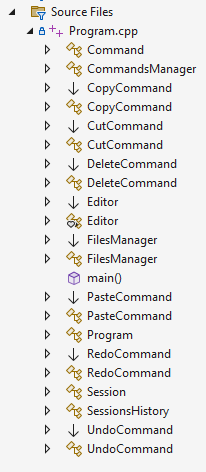 Source Files
Program.cpp
Command
CommandsManager
CopyCommand
CopyCommand
CutCommand
CutCommand
DeleteCommand
DeleteCommand
Editor
Editor
FilesManager
FilesManager
main()
PasteCommand
PasteCommand
Program
RedoCommand
RedoCommand
Session
SessionsHistory
UndoCommand
UndoCommand